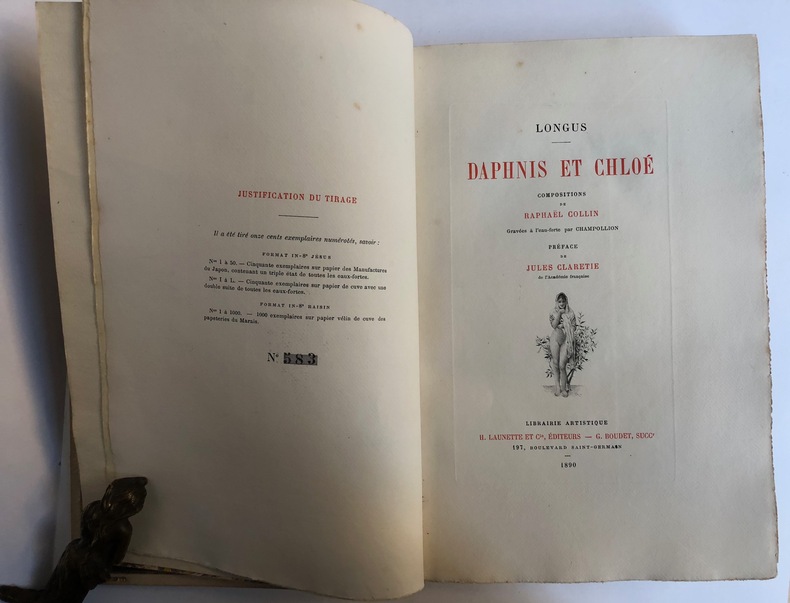 JUSTIFICATION DU TIRAGE
Il a été tiré onze cents exemplaires numérotés, savoir :
FORMAT IN-8º JÉSUS
Nos 1 à 50. — Cinquante exemplaires sur papier des Manufactures
du Japon, contenant un triple état de toutes les eaux-fortes.
Nos 1 à L. — Cinquante exemplaires sur papier de cuve avec une
double suite de toutes les eaux-fortes.
FORMAT IN-8º RAISIN
Nos 1 à 1000. — 1000 exemplaires sur papier vélin de cuve des
papeteries du Marais.
Nº 583
LONGUS
DAPHNIS ET CHLOÉ
COMPOSITIONS
DE
RAPHAËL COLLIN
Gravées à l'eau-forte par CHAMPOLLION
PRÉFACE
DE
JULES CLARETIE
de l'Académie française
LIBRAIRIE ARTISTIQUE
H. LAUNETTE ET Cie, ÉDITEURS — G. BOUDET, SUCCr
197, BOULEVARD SAINT-GERMAIN
1890